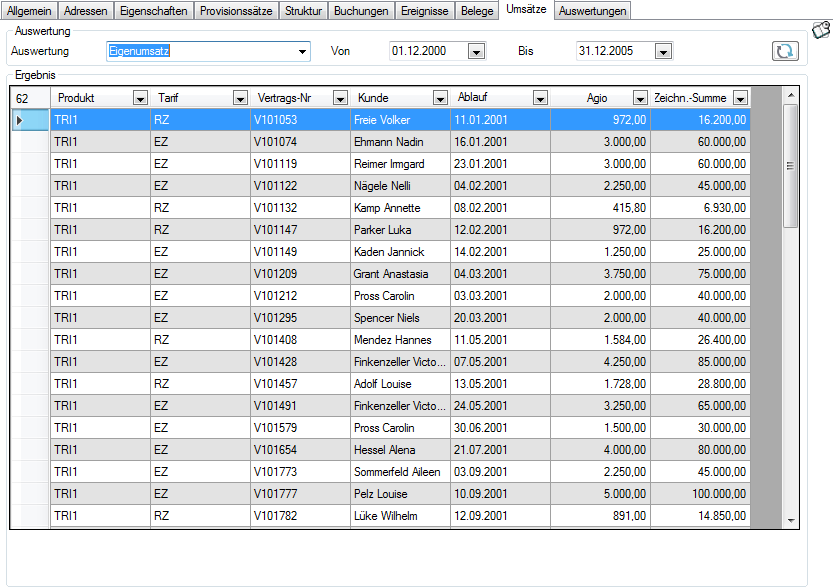 Allgemein Adressen Eigenschaften Provisionssätze Struktur Buchungen Ereignisse Belege Umsätze Auswertungen
Auswertung
Auswertung Eigenumsatz Von 01.12.2000 Bis 31.12.2005
Ergebnis
62 Produkt Tarif Vertrags-Nr Kunde Ablauf Agio Zeichn.-Summe
TRI1 RZ V101053 Freie Volker 11.01.2001 972,00 16.200,00
TRI1 EZ V101074 Ehmann Nadin 16.01.2001 3.000,00 60.000,00
TRI1 EZ V101119 Reimer Irmgard 23.01.2001 3.000,00 60.000,00
TRI1 EZ V101122 Nägele Nelli 04.02.2001 2.250,00 45.000,00
TRI1 RZ V101132 Kamp Annette 08.02.2001 415,80 6.930,00
TRI1 RZ V101147 Parker Luka 12.02.2001 972,00 16.200,00
TRI1 EZ V101149 Kaden Jannick 14.02.2001 1.250,00 25.000,00
TRI1 EZ V101209 Grant Anastasia 04.03.2001 3.750,00 75.000,00
TRI1 EZ V101212 Pross Carolin 03.03.2001 2.000,00 40.000,00
TRI1 EZ V101295 Spencer Niels 20.03.2001 2.000,00 40.000,00
TRI1 RZ V101408 Mendez Hannes 11.05.2001 1.584,00 26.400,00
TRI1 EZ V101428 Finkenzeller Victo... 07.05.2001 4.250,00 85.000,00
TRI1 RZ V101457 Adolf Louise 13.05.2001 1.728,00 28.800,00
TRI1 EZ V101491 Finkenzeller Victo... 24.05.2001 3.250,00 65.000,00
TRI1 EZ V101579 Pross Carolin 30.06.2001 1.500,00 30.000,00
TRI1 EZ V101654 Hessel Alena 21.07.2001 4.000,00 80.000,00
TRI1 EZ V101773 Sommerfeld Aileen 03.09.2001 2.250,00 45.000,00
TRI1 EZ V101777 Pelz Louise 10.09.2001 5.000,00 100.000,00
TRI1 RZ V101782 Lüke Wilhelm 12.09.2001 891,00 14.850,00